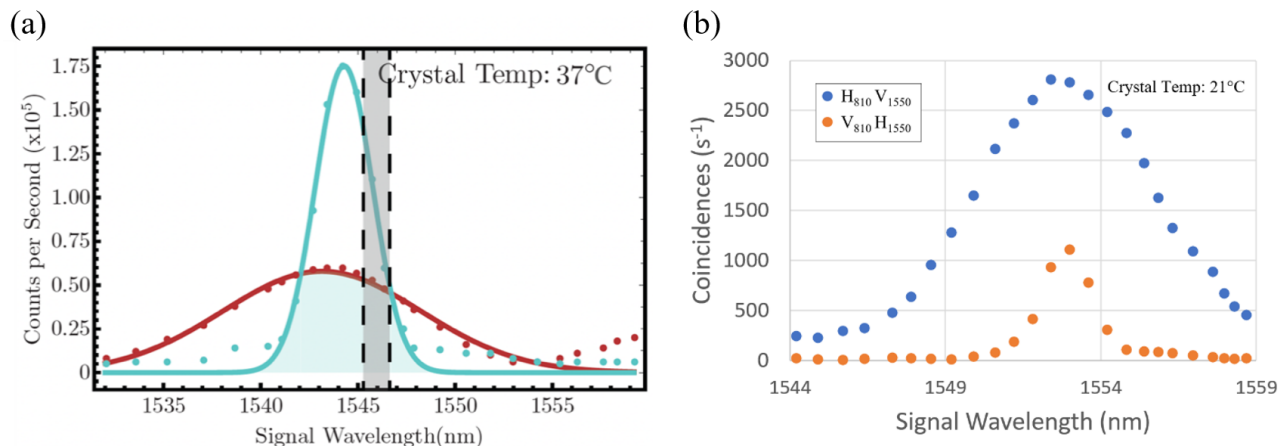 (a)
Crystal Temp: 37°C
1.75
1.50
1.25
1.00
0.75
0.50
0.25
0
Counts per Second (x10⁵)
1535 1540 1545 1550 1555
Signal Wavelength(nm)
(b)
3000
2500
2000
1500
1000
500
0
Coincidences (s⁻¹)
H₈₁₀ V₁₅₅₀
V₈₁₀ H₁₅₅₀
Crystal Temp: 21°C
1544 1549 1554 1559
Signal Wavelength (nm)